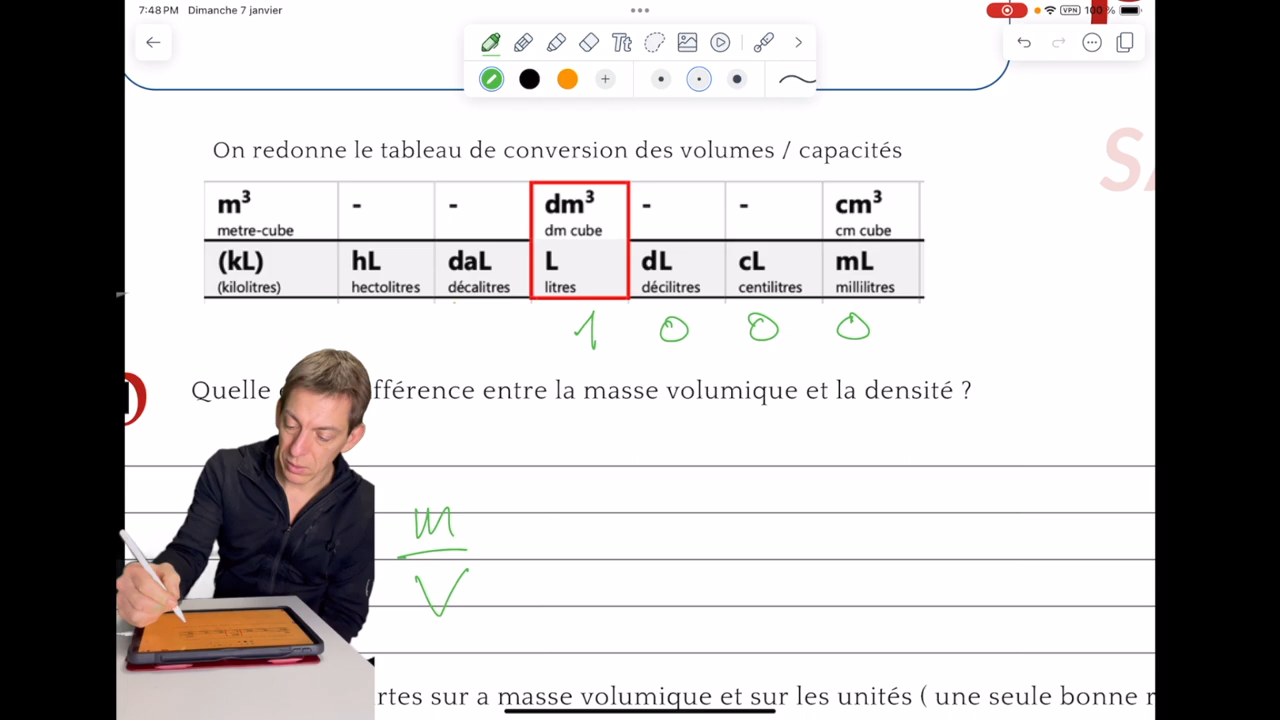 7:48 PM Dimanche 7 janvier
VPN 100 %
Tt
On redonne le tableau de conversion des volumes / capacités
m³ - - dm³ - - cm³
metre-cube dm cube cm cube
(kL) hL daL L dL cL mL
(kilolitres) hectolitres décalitres litres décilitres centilitres millilitres
1 0 0 0
Quelle fférence entre la masse volumique et la densité ?
m
V
rtes sur a masse volumique et sur les unités ( une seule bonne r